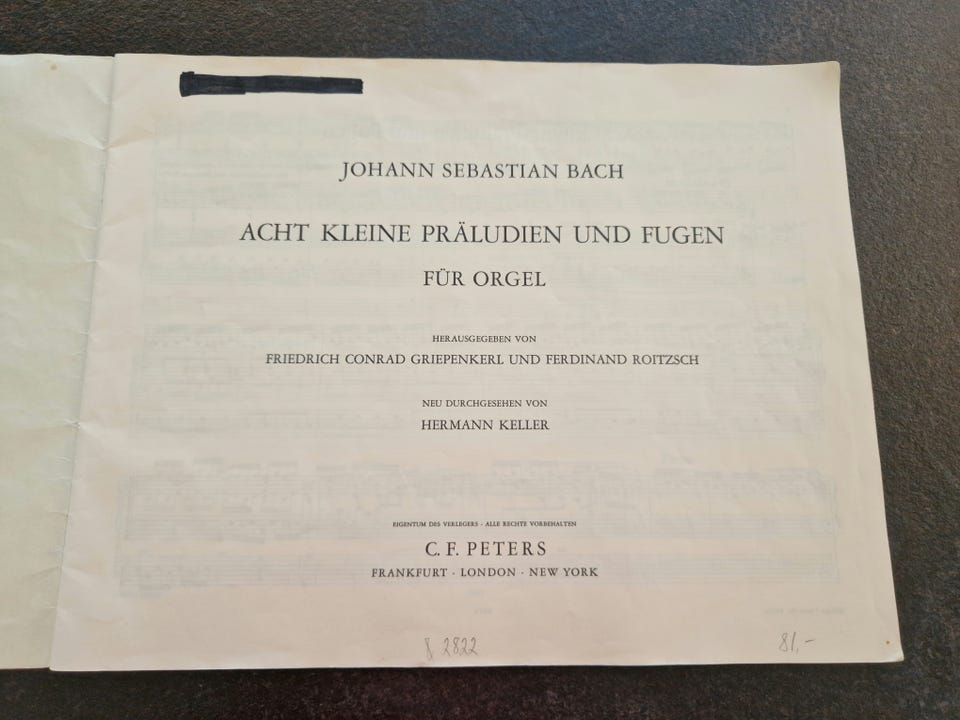 JOHANN SEBASTIAN BACH
ACHT KLEINE PRÄLUDIEN UND FUGEN
FÜR ORGEL
HERAUSGEGEBEN VON
FRIEDRICH CONRAD GRIEPENKERL UND FERDINAND ROITZSCH
NEU DURCHGESEHEN VON
HERMANN KELLER
EIGENTUM DES VERLEGERS · ALLE RECHTE VORBEHALTEN
C. F. PETERS
FRANKFURT · LONDON · NEW YORK
2822 81,-